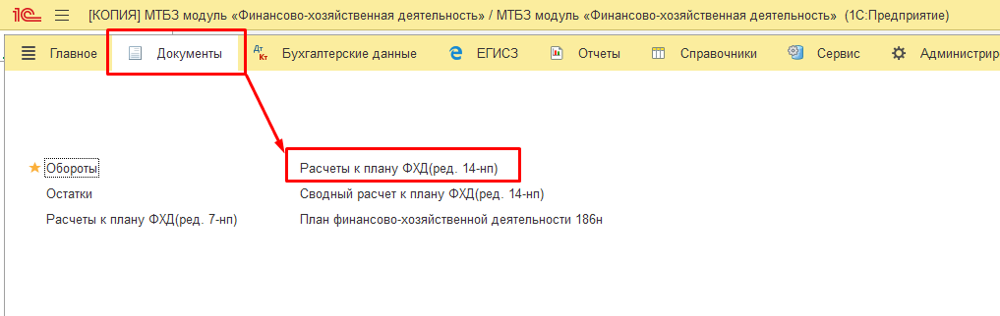 1С [КОПИЯ] МТБЗ модуль «Финансово-хозяйственная деятельность» / МТБЗ модуль «Финансово-хозяйственная деятельность» (1С:Предприятие)
Главное Документы Дт Кт Бухгалтерские данные ЕГИСЗ Отчеты Справочники Сервис Администрир
Обороты Расчеты к плану ФХД(ред. 14-нп)
Остатки Сводный расчет к плану ФХД(ред. 14-нп)
Расчеты к плану ФХД(ред. 7-нп) План финансово-хозяйственной деятельности 186н